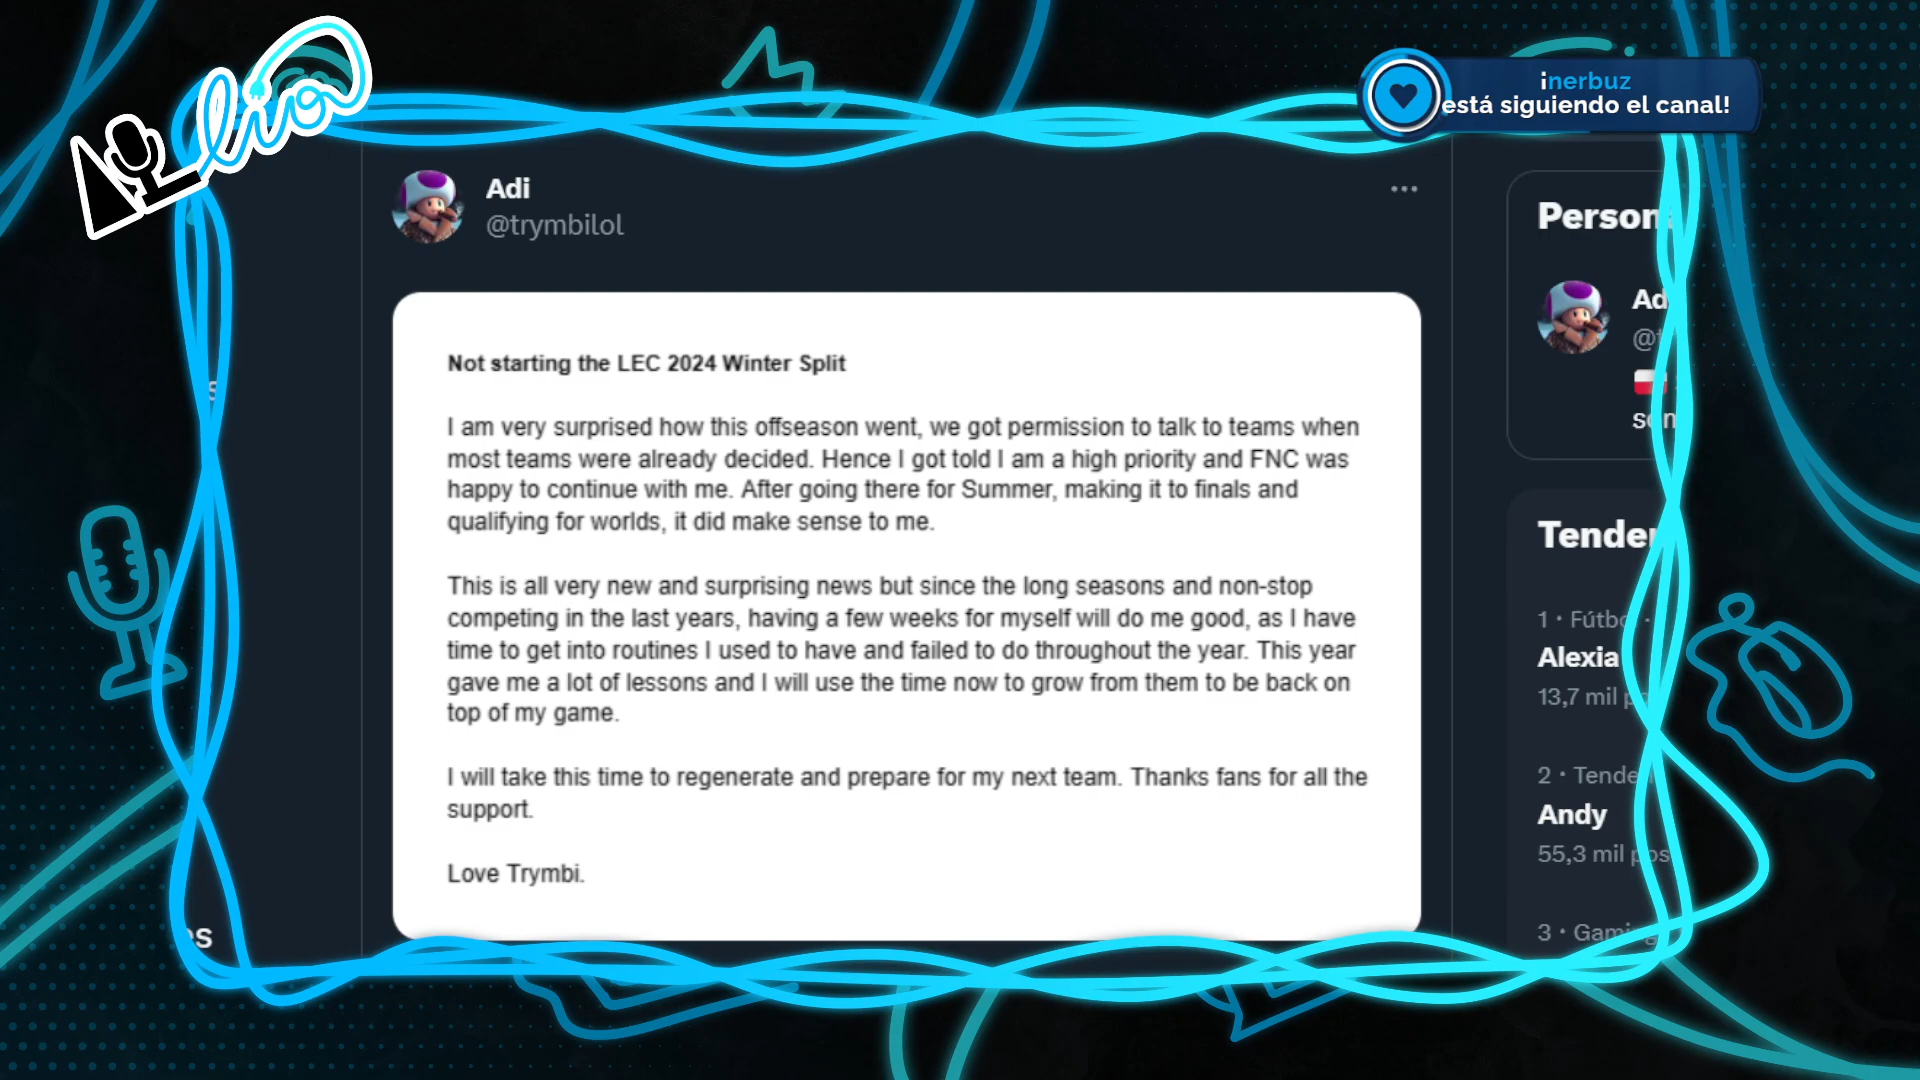 lio
¡nerbuz
está siguiendo el canal!
Adi
@trymbilol
Not starting the LEC 2024 Winter Split
I am very surprised how this offseason went, we got permission to talk to teams when
most teams were already decided. Hence I got told I am a high priority and FNC was
happy to continue with me. After going there for Summer, making it to finals and
qualifying for worlds, it did make sense to me.
This is all very new and surprising news but since the long seasons and non-stop
competing in the last years, having a few weeks for myself will do me good, as I have
time to get into routines I used to have and failed to do throughout the year. This year
gave me a lot of lessons and I will use the time now to grow from them to be back on
top of my game.
I will take this time to regenerate and prepare for my next team. Thanks fans for all the
support.
Love Trymbi.
Alexia
13,7 mil
2 · Tende
Andy
55,3 mil pos
3 · Gaming